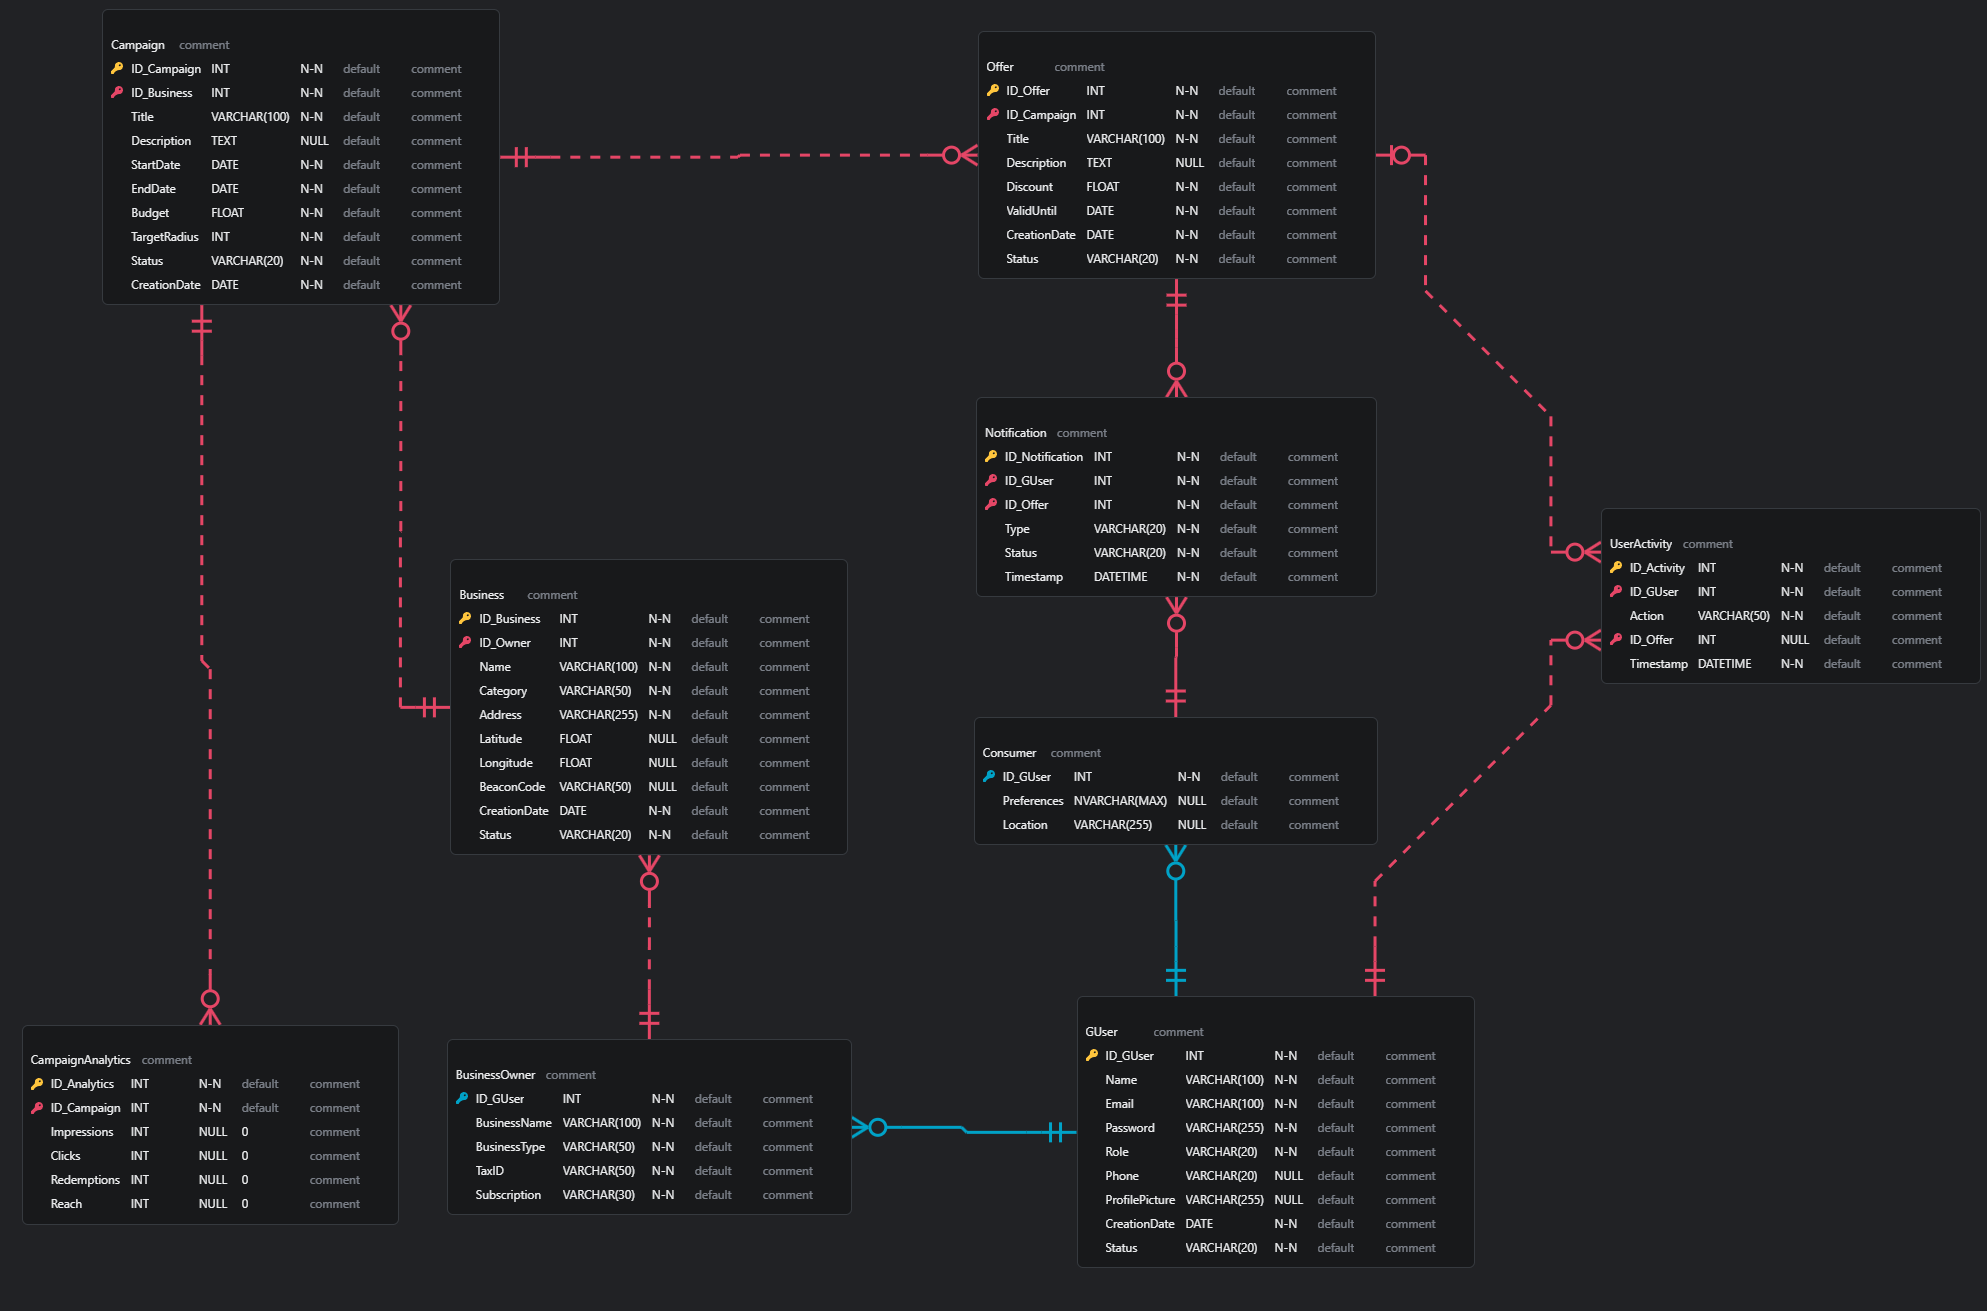 Campaign comment
ID_Campaign INT N-N default comment
ID_Business INT N-N default comment
Title VARCHAR(100) N-N default comment
Description TEXT NULL default comment
StartDate DATE N-N default comment
EndDate DATE N-N default comment
Budget FLOAT N-N default comment
TargetRadius INT N-N default comment
Status VARCHAR(20) N-N default comment
CreationDate DATE N-N default comment
Offer comment
ID_Offer INT N-N default comment
ID_Campaign INT N-N default comment
Title VARCHAR(100) N-N default comment
Description TEXT NULL default comment
Discount FLOAT N-N default comment
ValidUntil DATE N-N default comment
CreationDate DATE N-N default comment
Status VARCHAR(20) N-N default comment
Notification comment
ID_Notification INT N-N default comment
ID_GUser INT N-N default comment
ID_Offer INT N-N default comment
Type VARCHAR(20) N-N default comment
Status VARCHAR(20) N-N default comment
Timestamp DATETIME N-N default comment
UserActivity comment
ID_Activity INT N-N default comment
ID_GUser INT N-N default comment
Action VARCHAR(50) N-N default comment
ID_Offer INT NULL default comment
Timestamp DATETIME N-N default comment
Business comment
ID_Business INT N-N default comment
ID_Owner INT N-N default comment
Name VARCHAR(100) N-N default comment
Category VARCHAR(50) N-N default comment
Address VARCHAR(255) N-N default comment
Latitude FLOAT NULL default comment
Longitude FLOAT NULL default comment
BeaconCode VARCHAR(50) NULL default comment
CreationDate DATE N-N default comment
Status VARCHAR(20) N-N default comment
Consumer comment
ID_GUser INT N-N default comment
Preferences NVARCHAR(MAX) NULL default comment
Location VARCHAR(255) NULL default comment
CampaignAnalytics comment
ID_Analytics INT N-N default comment
ID_Campaign INT N-N default comment
Impressions INT NULL 0 comment
Clicks INT NULL 0 comment
Redemptions INT NULL 0 comment
Reach INT NULL 0 comment
BusinessOwner comment
ID_GUser INT N-N default comment
BusinessName VARCHAR(100) N-N default comment
BusinessType VARCHAR(50) N-N default comment
TaxID VARCHAR(50) N-N default comment
Subscription VARCHAR(30) N-N default comment
GUser comment
ID_GUser INT N-N default comment
Name VARCHAR(100) N-N default comment
Email VARCHAR(100) N-N default comment
Password VARCHAR(255) N-N default comment
Role VARCHAR(20) N-N default comment
Phone VARCHAR(20) NULL default comment
ProfilePicture VARCHAR(255) NULL default comment
CreationDate DATE N-N default comment
Status VARCHAR(20) N-N default comment